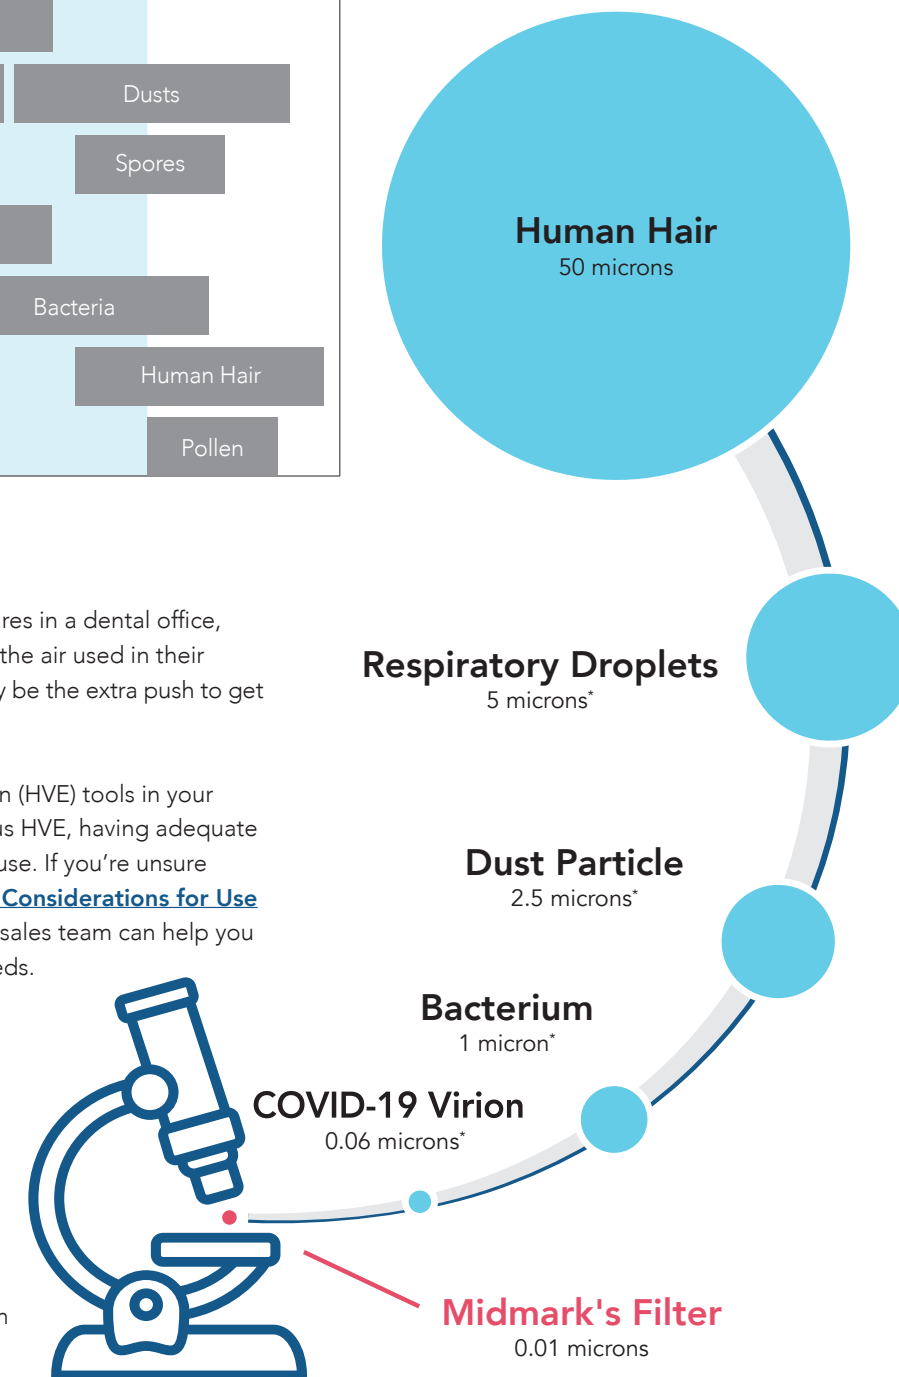 Dusts
Spores
Bacteria
Human Hair
Pollen
Human Hair
50 microns
Respiratory Droplets
5 microns*
Dust Particle
2.5 microns*
Bacterium
1 micron*
COVID-19 Virion
0.06 microns*
Midmark's Filter
0.01 microns
res in a dental office,
the air used in their
y be the extra push to get
n (HVE) tools in your
us HVE, having adequate
use. If you’re unsure
Considerations for Use
sales team can help you
eds.
n